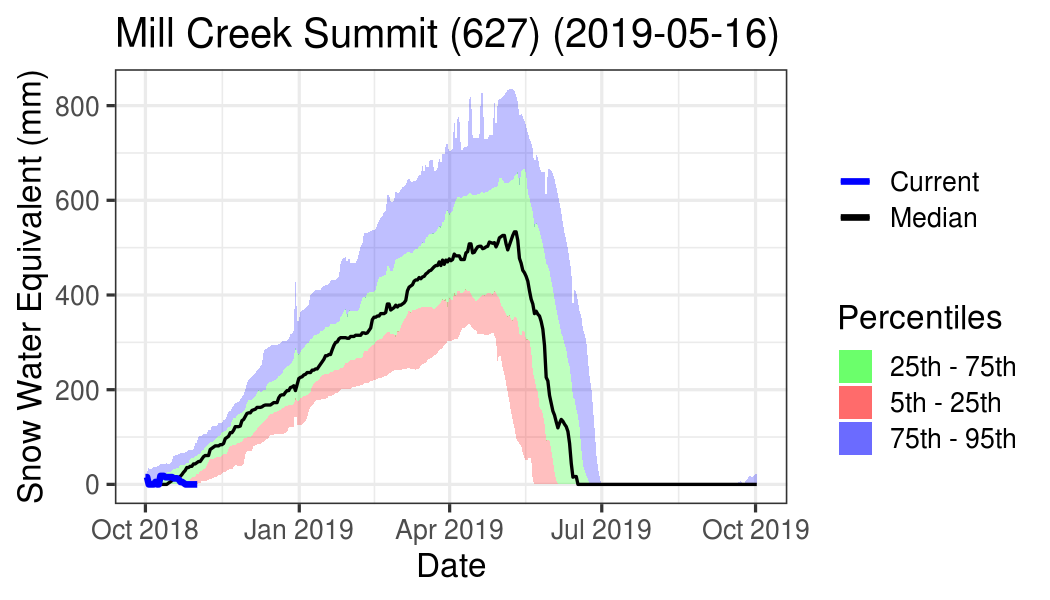 Mill Creek Summit (627) (2019-05-16)
Snow Water Equivalent (mm)
800
600
400
200
0
Oct 2018 Jan 2019 Apr 2019 Jul 2019 Oct 2019
Date
Current
Median
Percentiles
25th - 75th
5th - 25th
75th - 95th